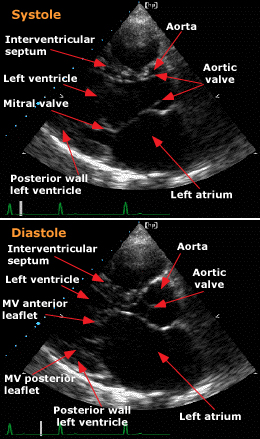 Systole
Interventricular
septum
Aorta
Left ventricle
Aortic
valve
Mitral valve
Posterior wall
left ventricle
Left atrium
Diastole
Interventricular
septum
Aorta
Left ventricle
Aortic
valve
MV anterior
leaflet
MV posterior
leaflet
Posterior wall
left ventricle
Left atrium